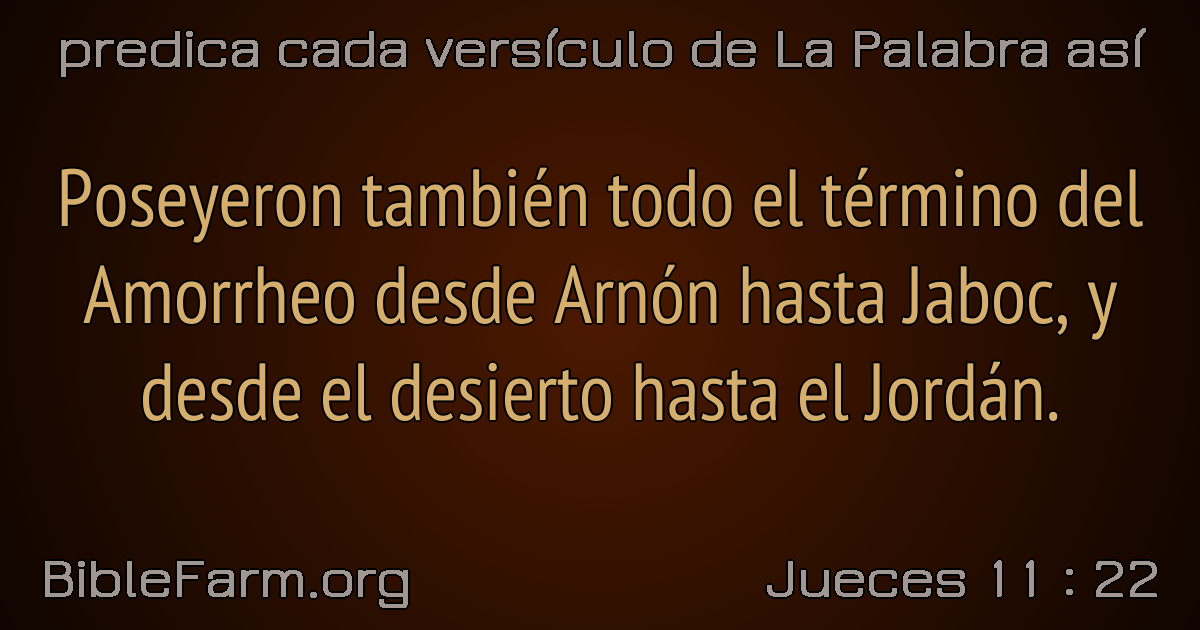 predica cada versículo de La Palabra así
Poseyeron también todo el término del
Amorrheo desde Arnón hasta Jaboc, y
desde el desierto hasta el Jordán.
BibleFarm.org
Jueces 11 : 22